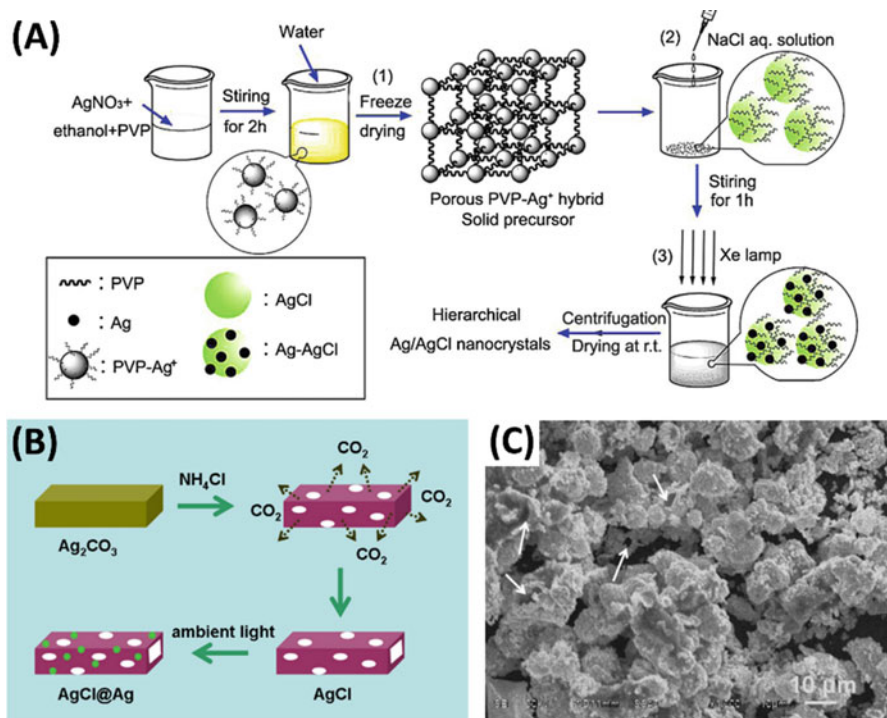 (A)
Water
AgNO₃+
ethanol+PVP
Stiring
for 2h
(1)
Freeze
drying
Porous PVP-Ag⁺ hybrid
Solid precursor
(2)
NaCl aq. solution
Stiring
for 1h
(3)
Xe lamp
Centrifugation
Drying at r.t.
Hierarchical
Ag/AgCl nanocrystals
: PVP
: Ag
: PVP-Ag⁺
: AgCl
: Ag-AgCl
(B)
Ag₂CO₃
NH₄Cl
CO₂
CO₂
CO₂
CO₂
CO₂
CO₂
AgCl
ambient light
AgCl@Ag
(C)
10 μm